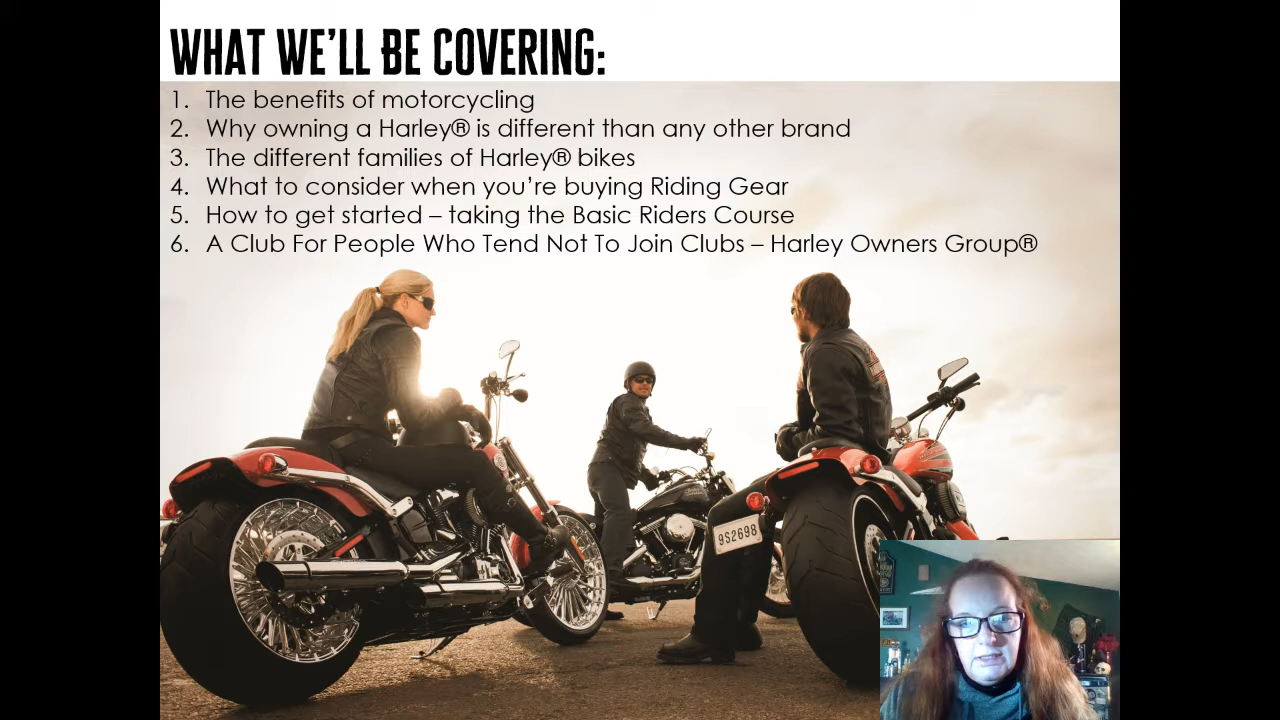 WHAT WE'LL BE COVERING:
1. The benefits of motorcycling
2. Why owning a Harley® is different than any other brand
3. The different families of Harley® bikes
4. What to consider when you're buying Riding Gear
5. How to get started – taking the Basic Riders Course
6. A Club For People Who Tend Not To Join Clubs – Harley Owners Group®
9S2698